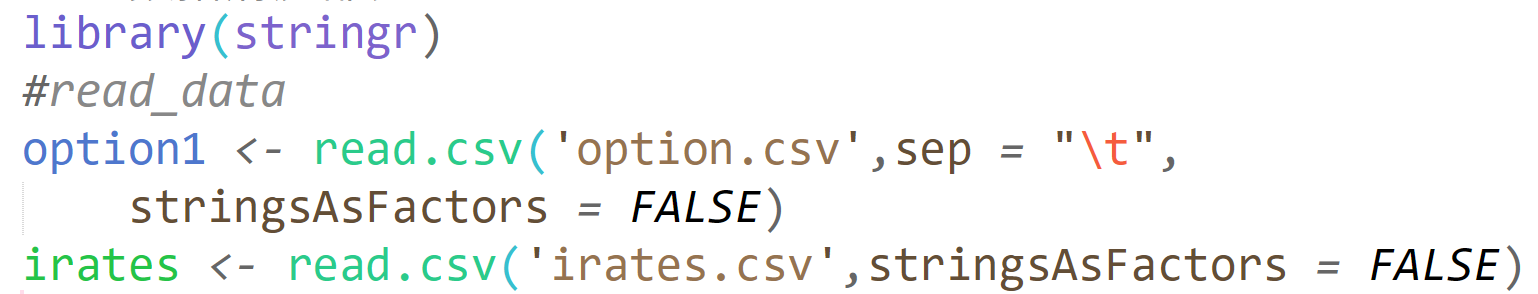 library(stringr)
#read_data
option1 <- read.csv('option.csv',sep = "\t",
stringsAsFactors = FALSE)
irates <- read.csv('irates.csv',stringsAsFactors = FALSE)